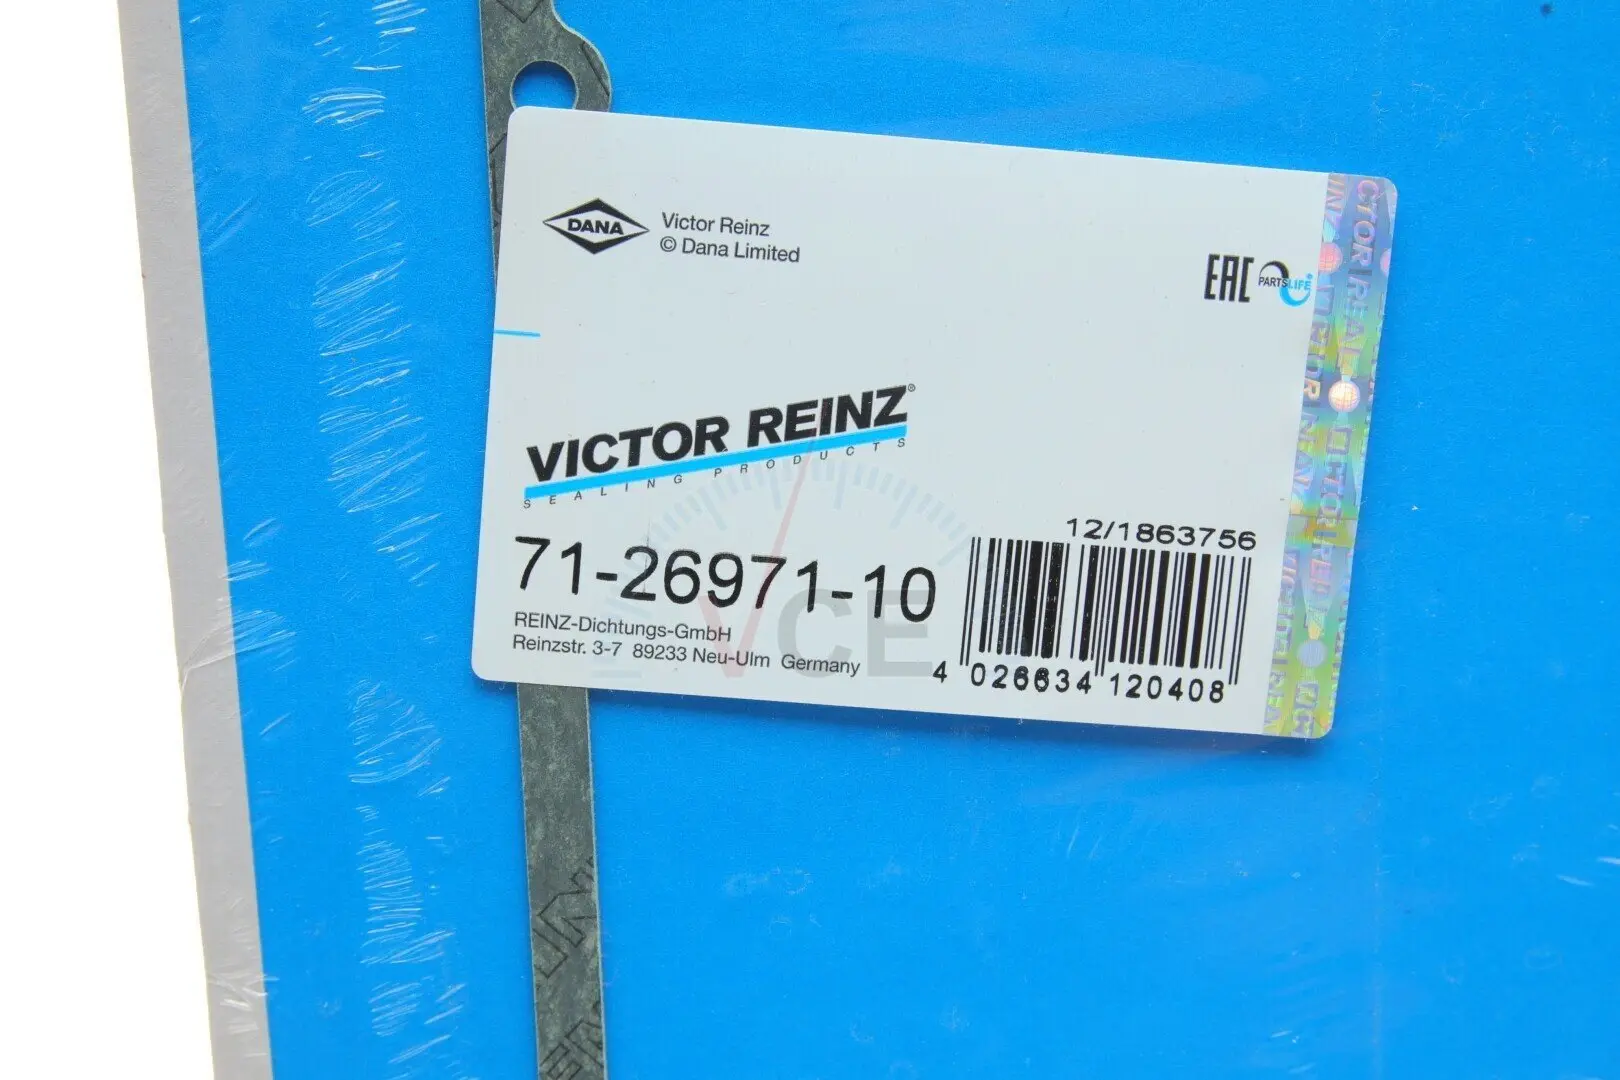 DANA
Victor Reinz
© Dana Limited
EAC
PARTSLIFE
VICTOR REINZ®
SEALING PRODUCTS
71-26971-10
REINZ-Dichtungs-GmbH
Reinzstr. 3-7 89233 Neu-Ulm Germany
12/1863756
4 026634 120408
VCE